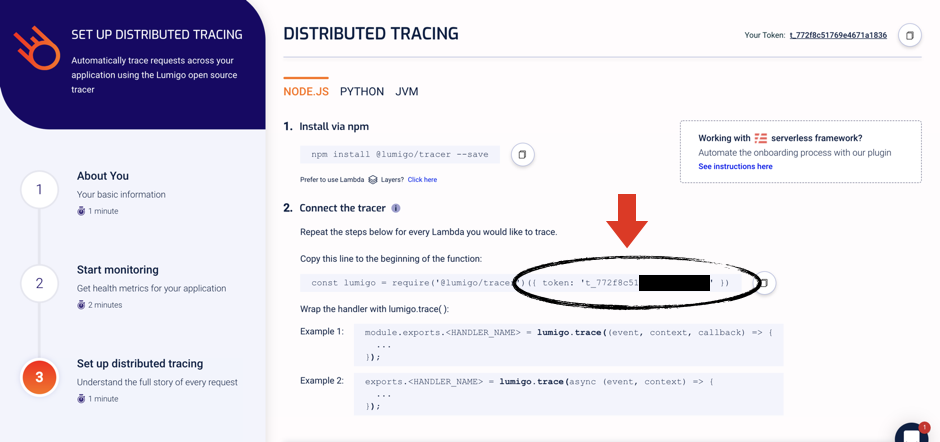 SET UP DISTRIBUTED TRACING
Automatically trace requests across your
application using the Lumigo open source
tracer
1
About You
Your basic information
1 minute
2
Start monitoring
Get health metrics for your application
2 minutes
3
Set up distributed tracing
Understand the full story of every request
1 minute
DISTRIBUTED TRACING
Your Token: t_772f8c51769e4671a1836
NODE.JS PYTHON JVM
1. Install via npm
npm install @lumigo/tracer --save
Prefer to use Lambda Layers? Click here
Working with serverless framework?
Automate the onboarding process with our plugin
See instructions here
2. Connect the tracer i
Repeat the steps below for every Lambda you would like to trace.
Copy this line to the beginning of the function:
const lumigo = require('@lumigo/tracer')({ token: 't_772f8c51 ' })
Wrap the handler with lumigo.trace( ):
Example 1:
module.exports.<HANDLER_NAME> = lumigo.trace((event, context, callback) => {
...
});
Example 2:
exports.<HANDLER_NAME> = lumigo.trace(async (event, context) => {
...
});
1